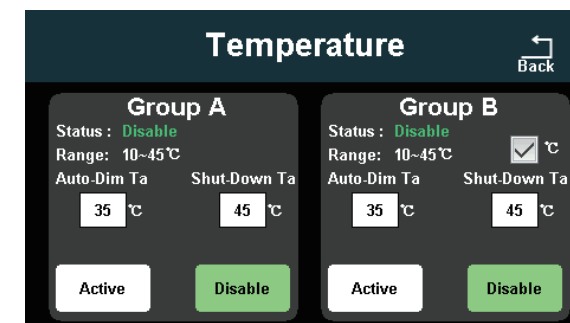 Temperature
Back
Group A
Status : Disable
Range: 10~45℃
Auto-Dim Ta Shut-Down Ta
35 ℃ 45 ℃
Active Disable
Group B
Status : Disable
Range: 10~45℃ ℃
Auto-Dim Ta Shut-Down Ta
35 ℃ 45 ℃
Active Disable